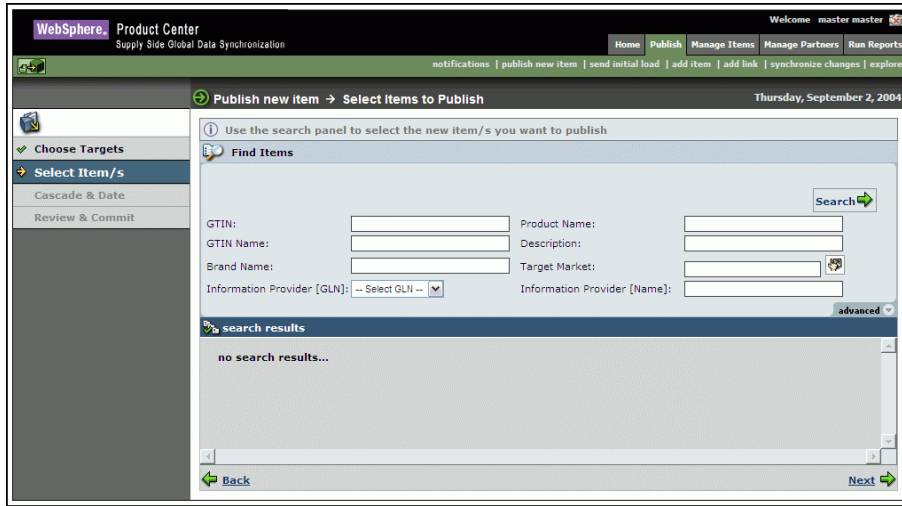 WebSphere. Product Center
Supply Side Global Data Synchronization
Welcome master master
Home Publish Manage Items Manage Partners Run Reports
notifications | publish new item | send initial load | add item | add link | synchronize changes | explore
Publish new item → Select Items to Publish
Thursday, September 2, 2004
Choose Targets
Select Item/s
Cascade & Date
Review & Commit
Use the search panel to select the new item/s you want to publish
Find Items
Search
GTIN: Product Name:
GTIN Name: Description:
Brand Name: Target Market:
Information Provider [GLN]: -- Select GLN -- Information Provider [Name]:
advanced
search results
no search results...
Back Next